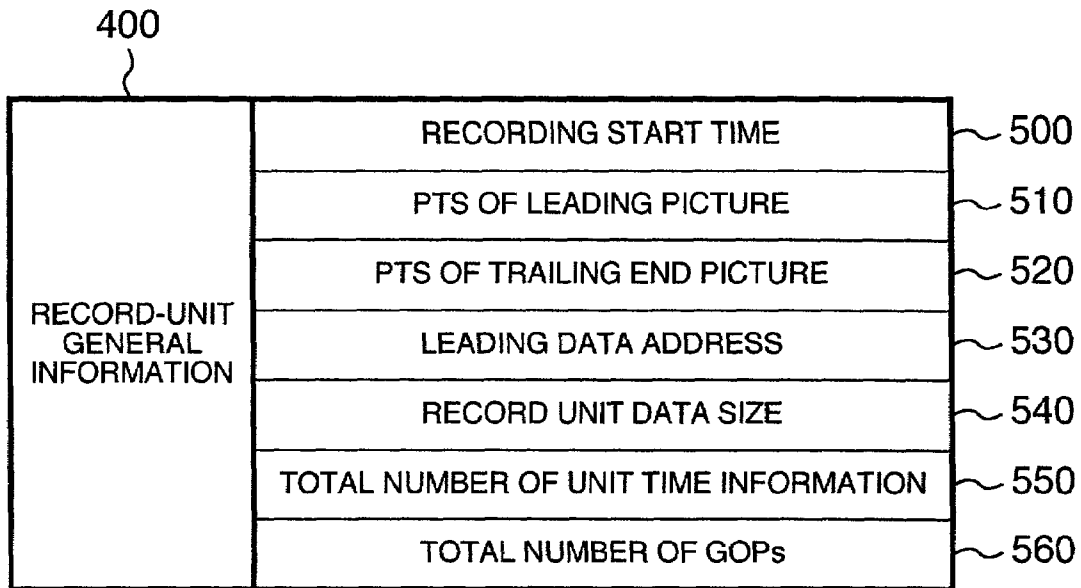 400
RECORD-UNIT
GENERAL
INFORMATION
RECORDING START TIME 500
PTS OF LEADING PICTURE 510
PTS OF TRAILING END PICTURE 520
LEADING DATA ADDRESS 530
RECORD UNIT DATA SIZE 540
TOTAL NUMBER OF UNIT TIME INFORMATION 550
TOTAL NUMBER OF GOPs 560